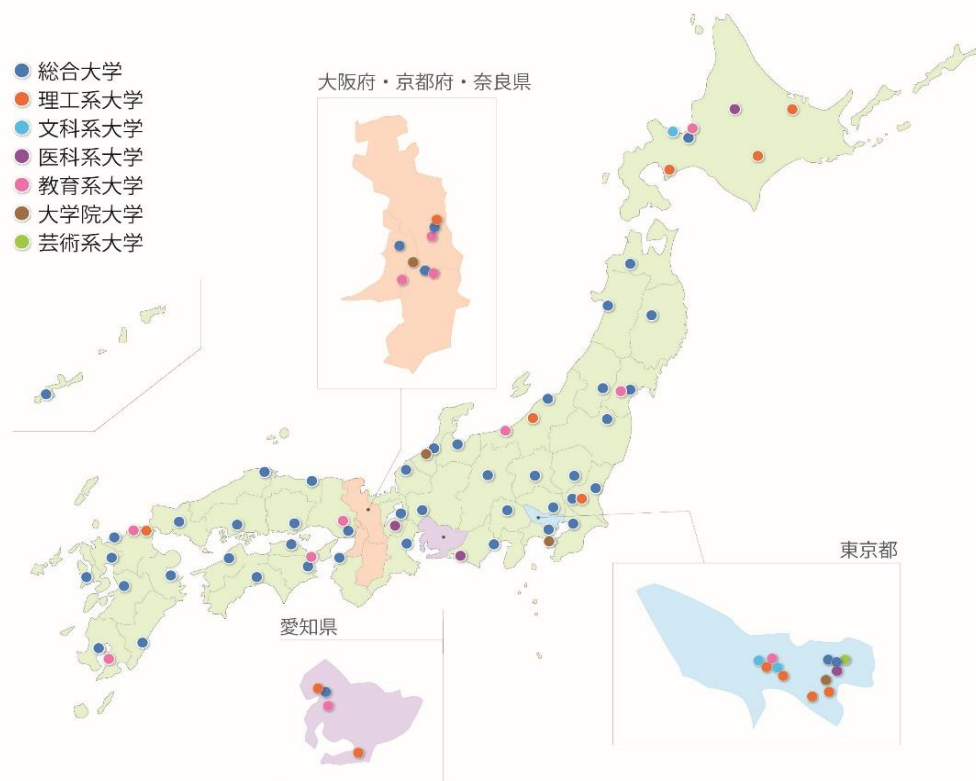 総合大学
理工系大学
文科系大学
医科系大学
教育系大学
大学院大学
芸術系大学
大阪府・京都府・奈良県
東京都
愛知県